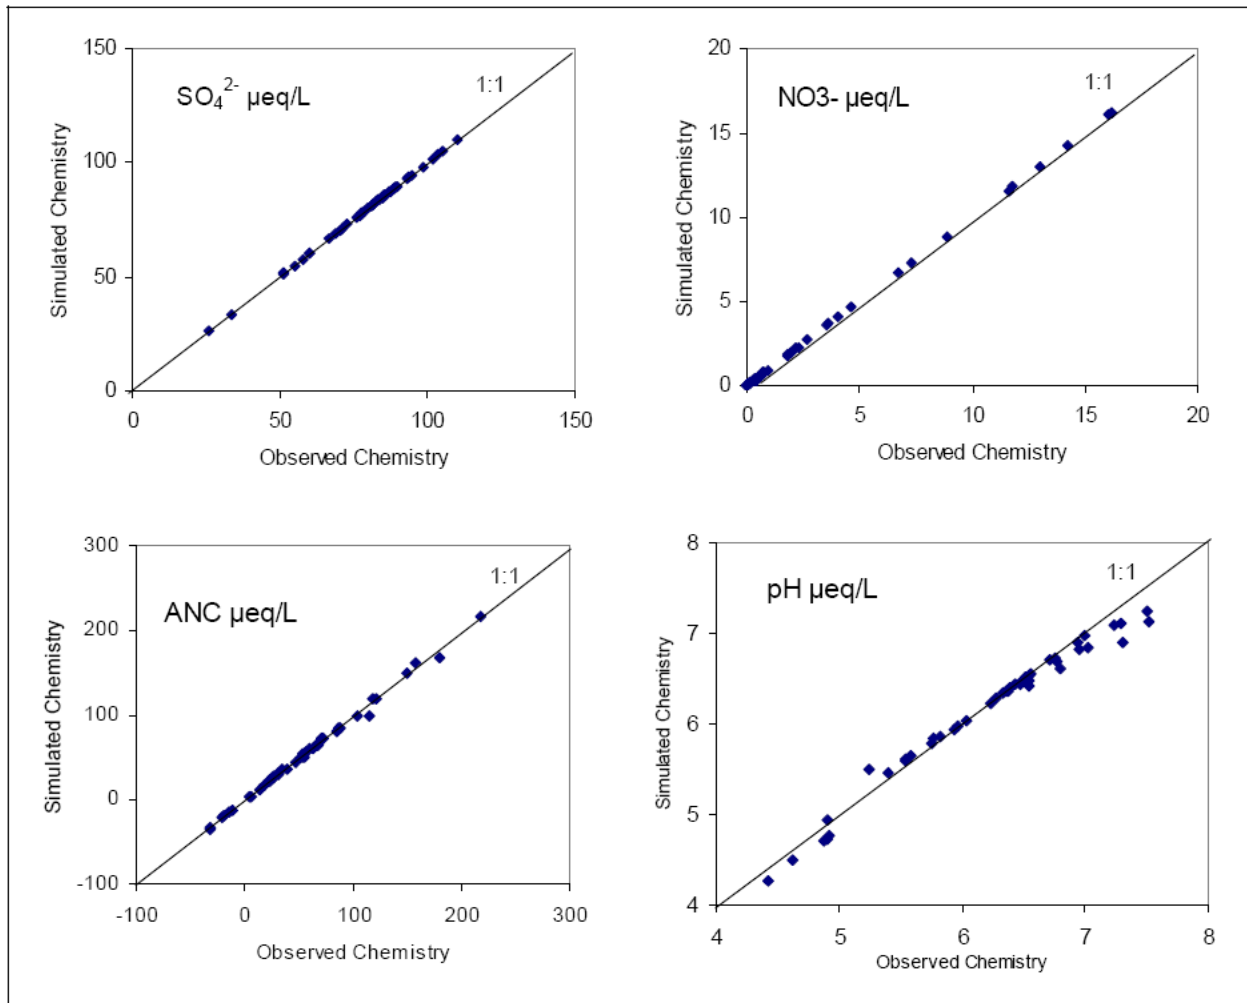 150
100
50
0
Simulated Chemistry
SO₄²⁻ µeq/L
1:1
0 50 100 150
Observed Chemistry
20
15
10
5
0
Simulated Chemistry
NO3- µeq/L
1:1
0 5 10 15 20
Observed Chemistry
300
200
100
0
-100
Simulated Chemistry
ANC µeq/L
1:1
-100 0 100 200 300
Observed Chemistry
8
7
6
5
4
Simulated Chemistry
pH µeq/L
1:1
4 5 6 7 8
Observed Chemistry